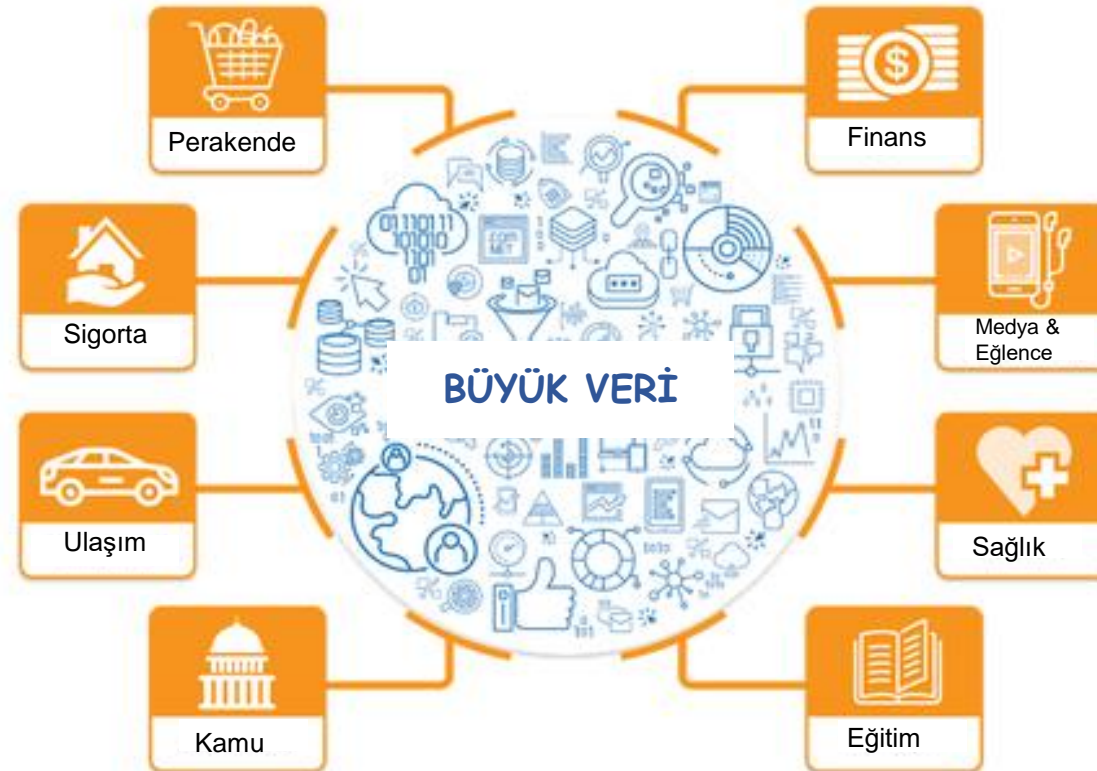 Perakende
Finans
Sigorta
Medya &
Eğlence
BÜYÜK VERİ
Ulaşım
Sağlık
Kamu
Eğitim